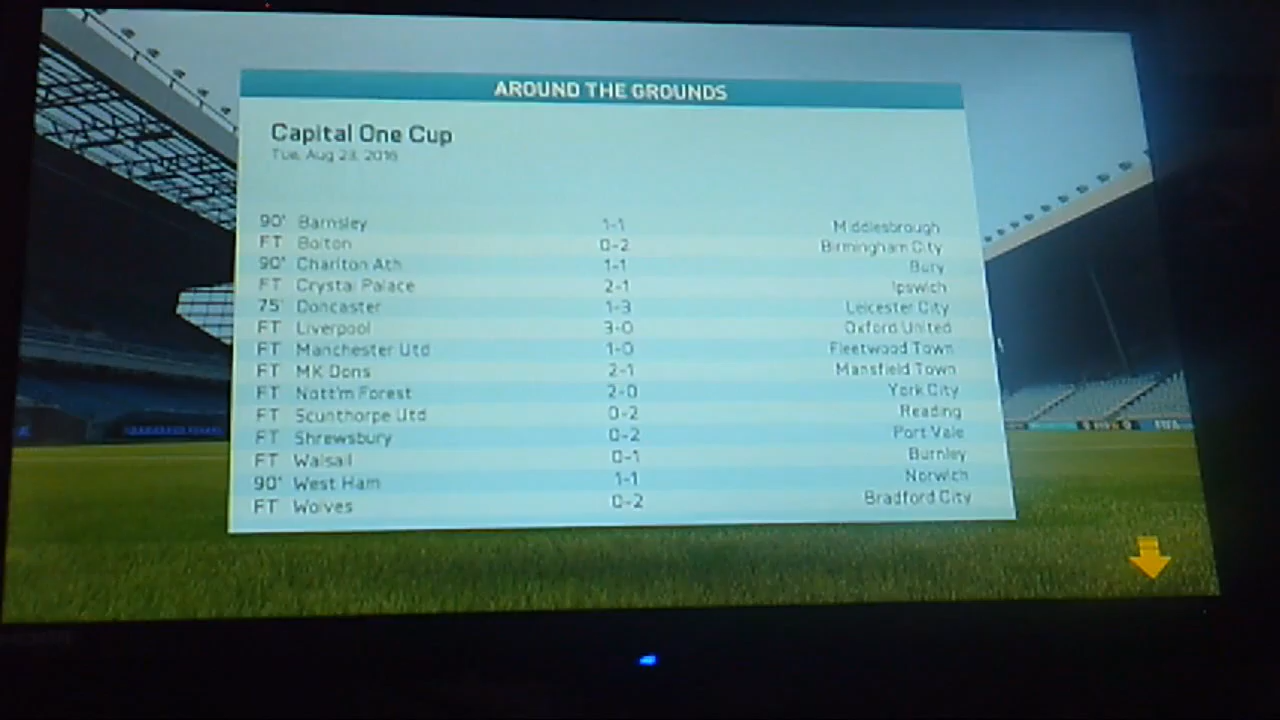 AROUND THE GROUNDS
Capital One Cup
Tue, Aug 23, 2016
90' Barnsley 1-1 Middlesbrough
FT Bolton 0-2 Birmingham City
90' Charlton Ath 1-1 Bury
FT Crystal Palace 2-1 Ipswich
75' Doncaster 1-3 Leicester City
FT Liverpool 3-0 Oxford United
FT Manchester Utd 1-0 Fleetwood Town
FT MK Dons 2-1 Mansfield Town
FT Nott'm Forest 2-0 York City
FT Scunthorpe Utd 0-2 Reading
FT Shrewsbury 0-2 Port Vale
FT Walsall 0-1 Burnley
90' West Ham 1-1 Norwich
FT Wolves 0-2 Bradford City
FIFA